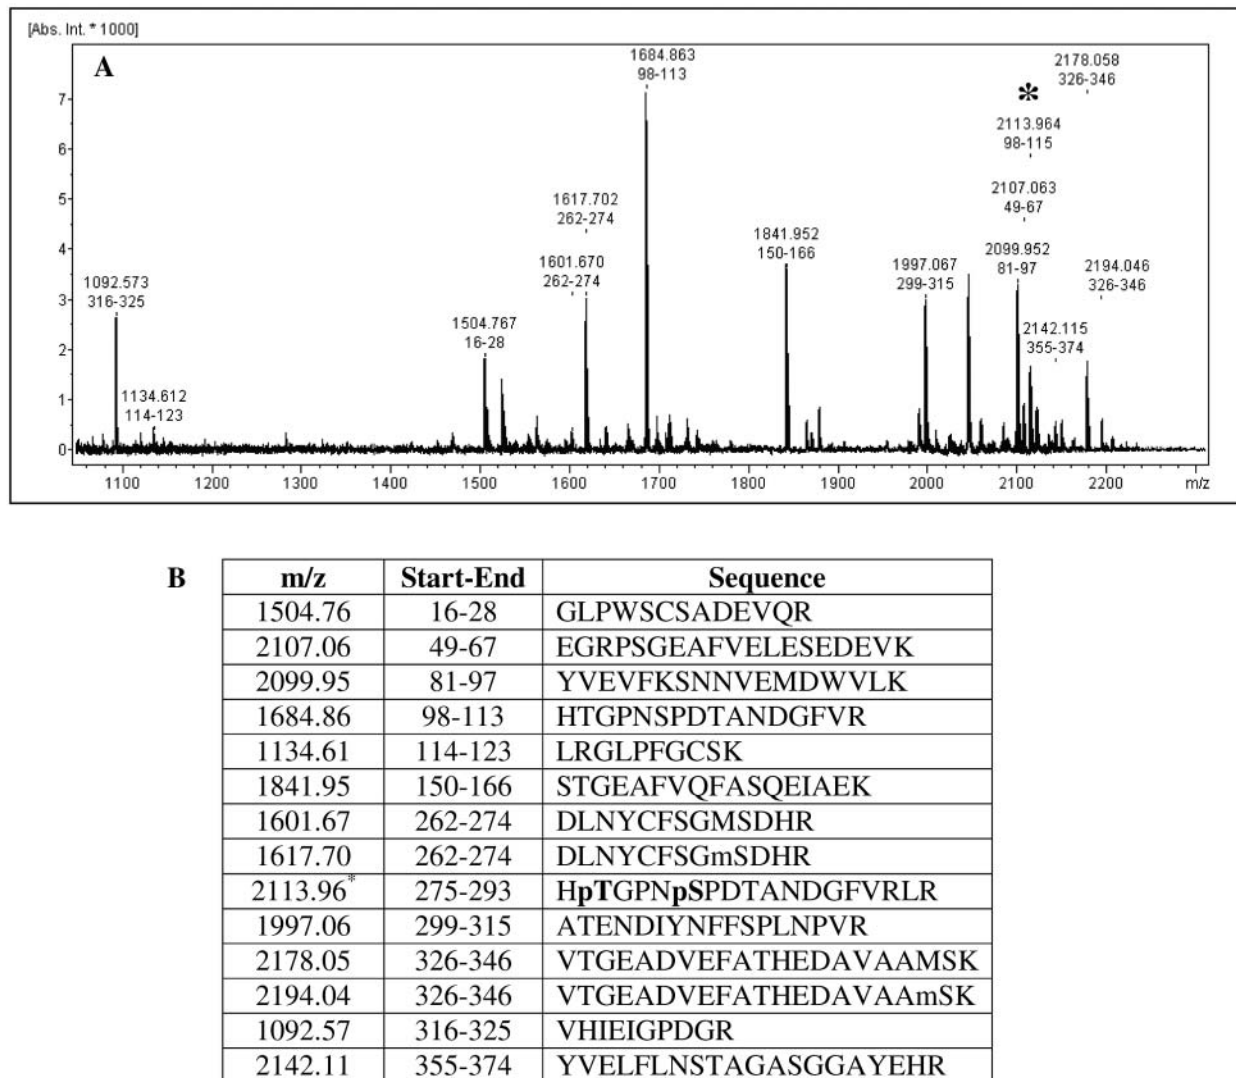 [Abs. Int. * 1000]
A
1684.863
98-113
2178.058
326-346
*
2113.964
98-115
2107.063
49-67
1617.702
262-274
1841.952
150-166
1601.670
262-274
1997.067
299-315
2099.952
81-97
2194.046
326-346
1092.573
316-325
1504.767
16-28
2142.115
355-374
1134.612
114-123
7
6
5
4
3
2
1
0
1100 1200 1300 1400 1500 1600 1700 1800 1900 2000 2100 2200 m/z
B
m/z Start-End Sequence
1504.76 16-28 GLPWSCSADEVQR
2107.06 49-67 EGRPSGEAFVELESEDEVK
2099.95 81-97 YVEVFKSNNVEMDWVLK
1684.86 98-113 HTGPNSPDTANDGFVR
1134.61 114-123 LRGLPFGCSK
1841.95 150-166 STGEAFVQFASQEIAEK
1601.67 262-274 DLNYCFSGMSDHR
1617.70 262-274 DLNYCFSGmSDHR
2113.96* 275-293 HpTGPNpSPDTANDGFVRLR
1997.06 299-315 ATENDIYNFFSPLNPVR
2178.05 326-346 VTGEADVEFATHEDAVAAMSK
2194.04 326-346 VTGEADVEFATHEDAVAAmSK
1092.57 316-325 VHIEIGPDGR
2142.11 355-374 YVELFLNSTAGASGGAYEHR